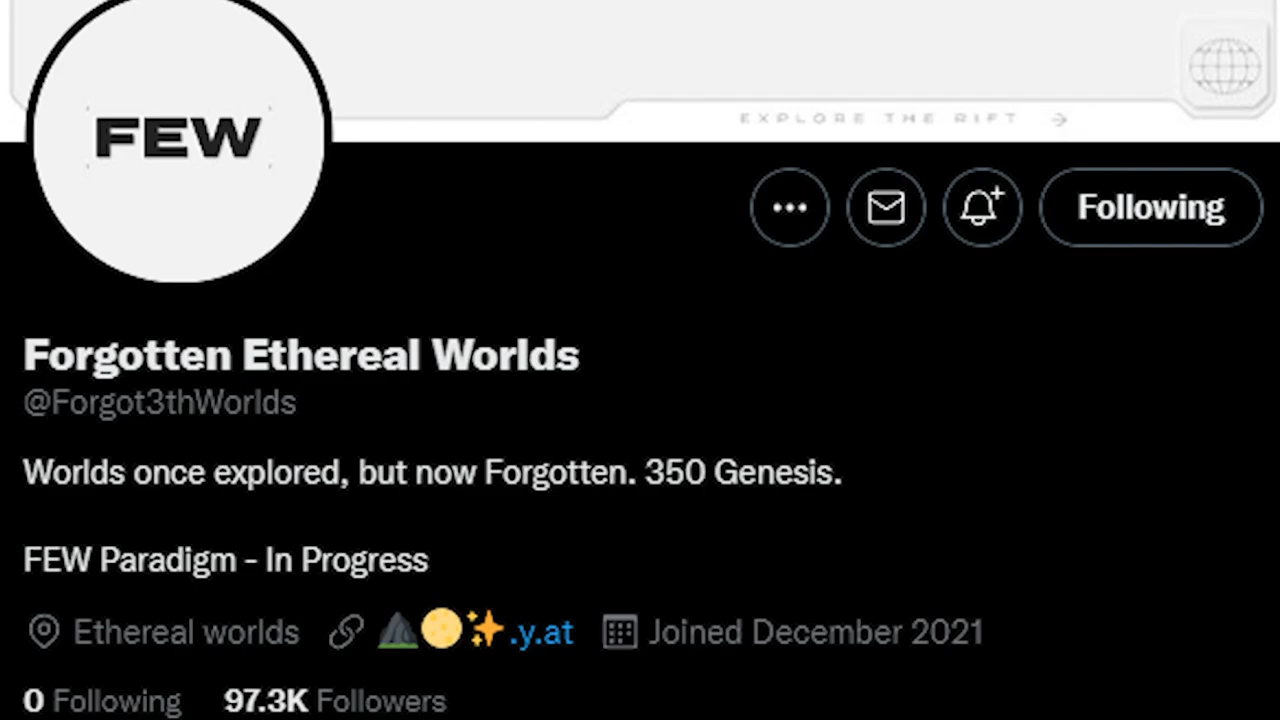 EXPLORE THE RIFT →
FEW
Following
Forgotten Ethereal Worlds
@Forgot3thWorlds
Worlds once explored, but now Forgotten. 350 Genesis.
FEW Paradigm - In Progress
Ethereal worlds ⛰🌕✨.y.at Joined December 2021
0 Following 97.3K Followers